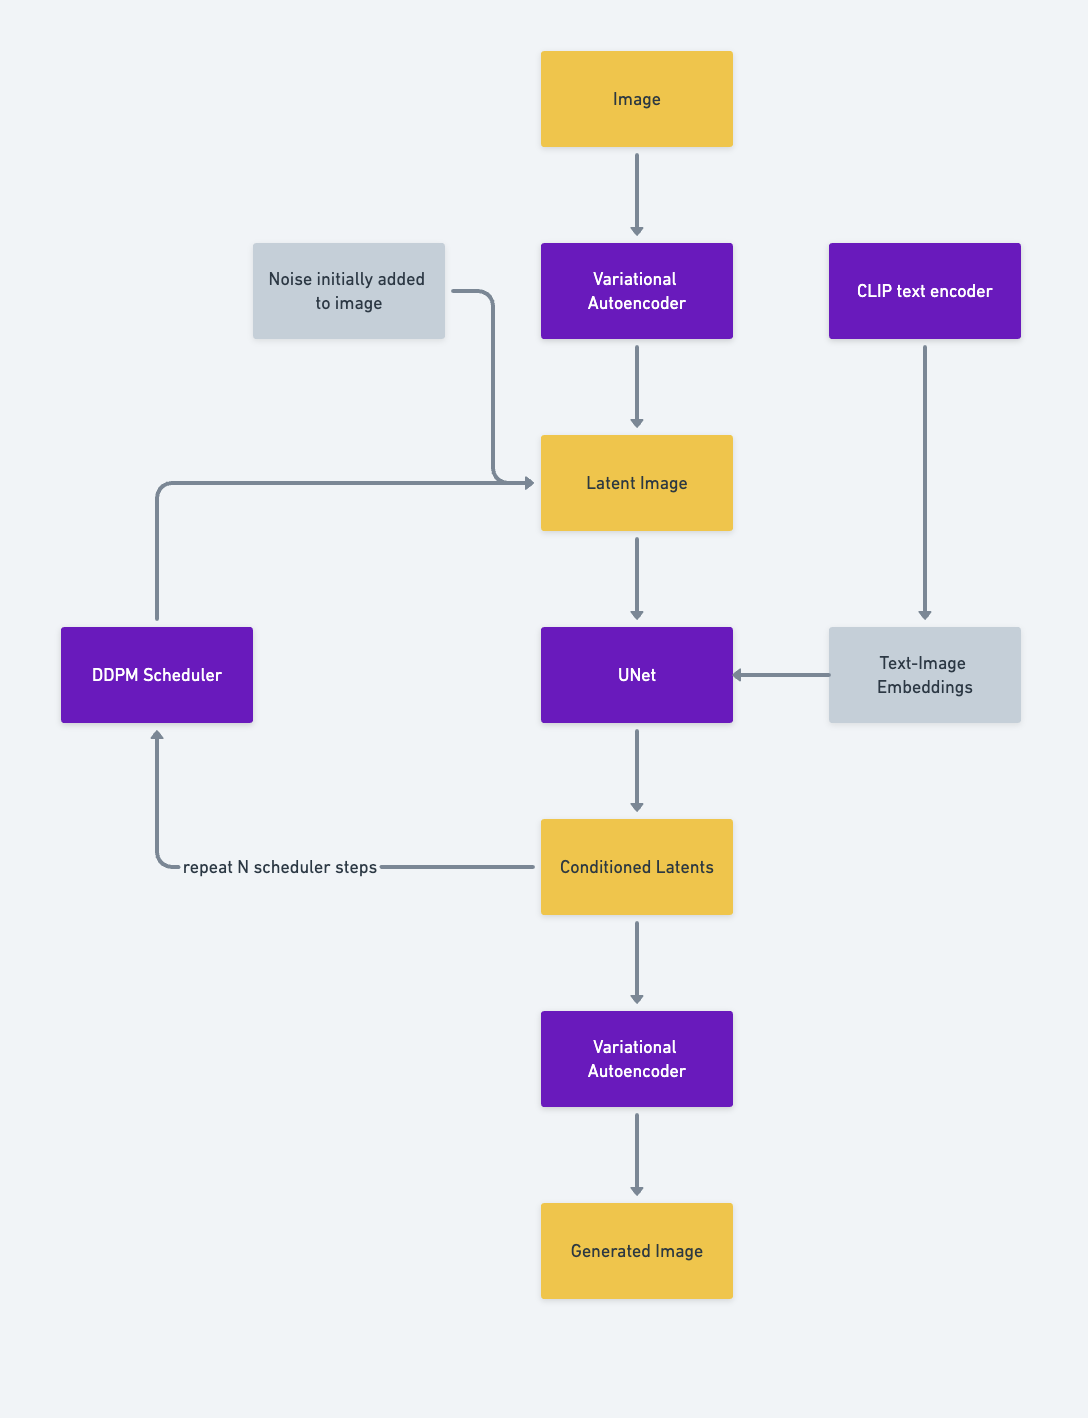 Image
Noise initially added
to image
Variational
Autoencoder
CLIP text encoder
Latent Image
DDPM Scheduler
UNet
Text-Image
Embeddings
repeat N scheduler steps
Conditioned Latents
Variational
Autoencoder
Generated Image